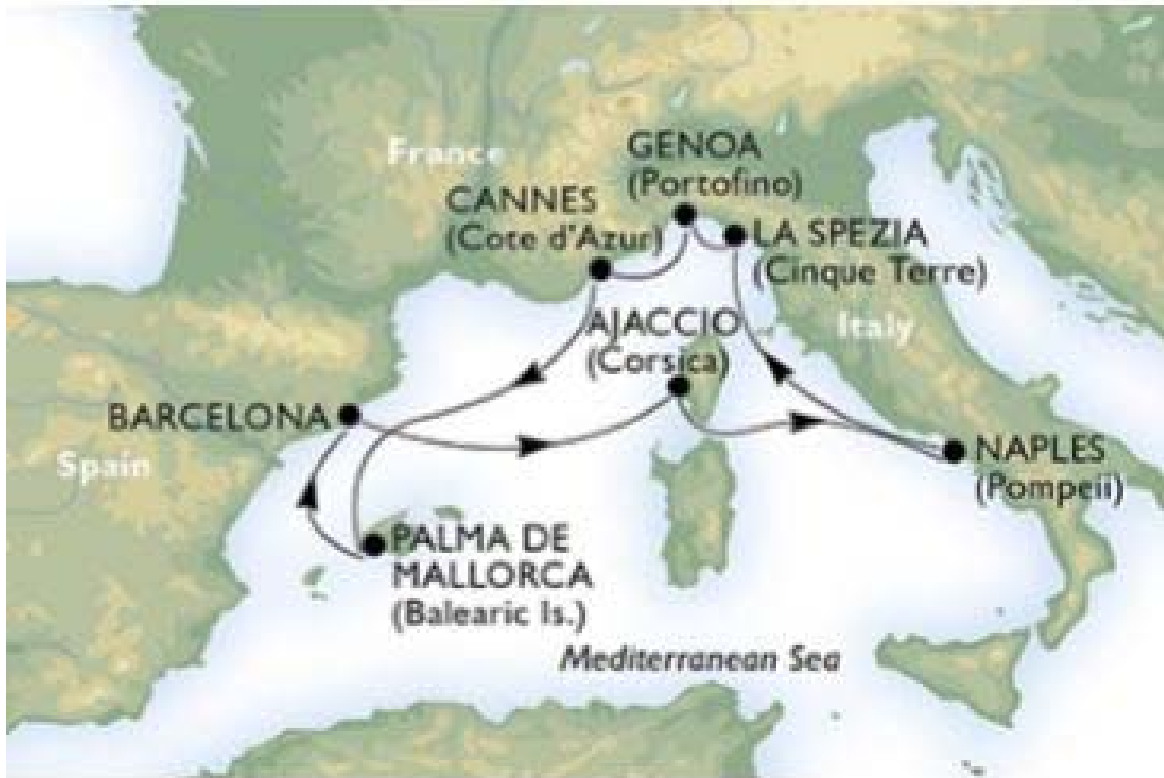 France
GENOA
(Portofino)
CANNES
(Cote d'Azur)
LA SPEZIA
(Cinque Terre)
AJACCIO
(Corsica)
Italy
BARCELONA
Spain
NAPLES
(Pompeii)
PALMA DE
MALLORCA
(Balearic Is.)
Mediterranean Sea